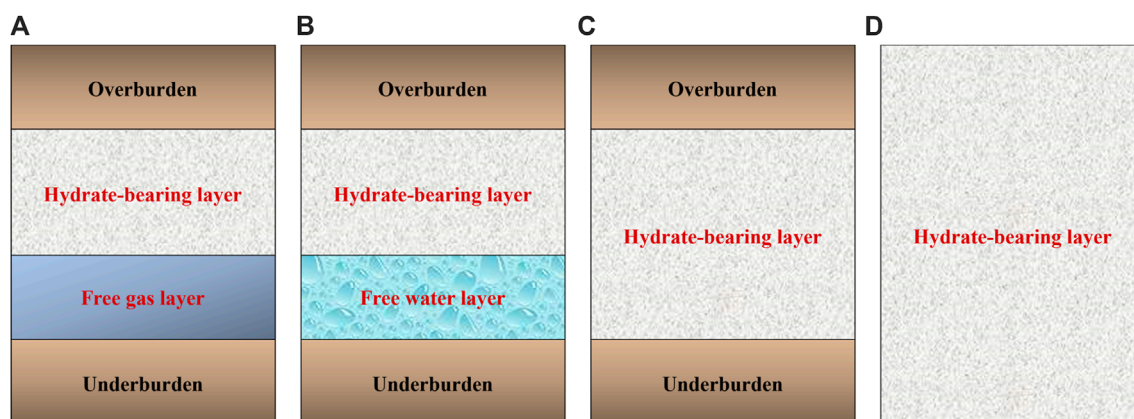 A
B
C
D
Overburden
Hydrate-bearing layer
Free gas layer
Underburden
Overburden
Hydrate-bearing layer
Free water layer
Underburden
Overburden
Hydrate-bearing layer
Underburden
Hydrate-bearing layer